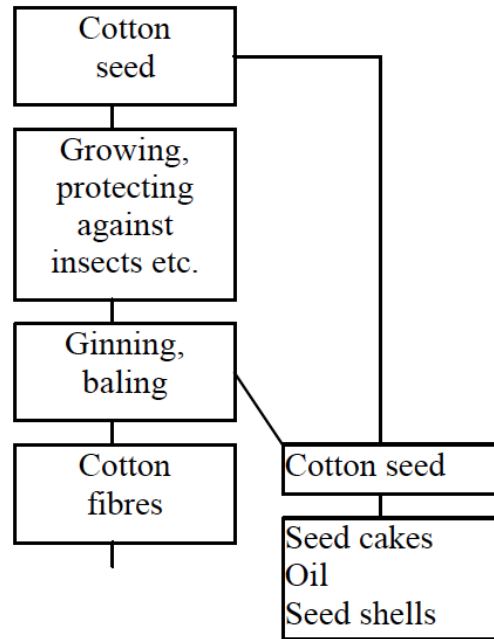 Cotton
seed
Growing,
protecting
against
insects etc.
Ginning,
baling
Cotton
fibres
Cotton seed
Seed cakes
Oil
Seed shells